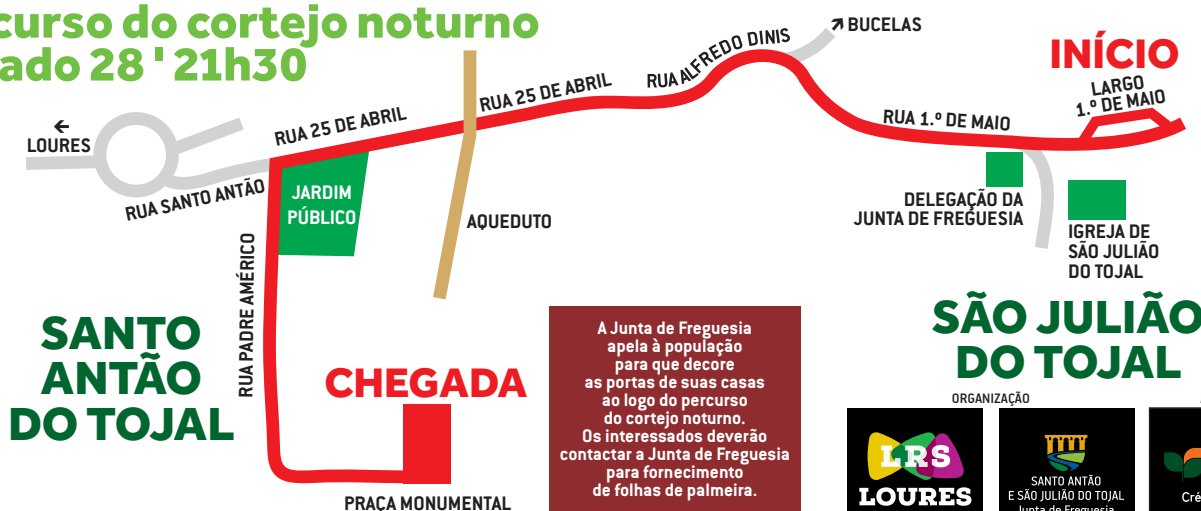 curso do cortejo noturno
ado 28 ' 21h30
↗ BUCELAS
INÍCIO
LARGO
1.º DE MAIO
RUA ALFREDO DINIS
RUA 25 DE ABRIL
RUA 25 DE ABRIL
RUA 1.º DE MAIO
←
LOURES
RUA SANTO ANTÃO
JARDIM
PÚBLICO
AQUEDUTO
DELEGAÇÃO DA
JUNTA DE FREGUESIA
IGREJA DE
SÃO JULIÃO
DO TOJAL
RUA PADRE AMÉRICO
SANTO
ANTÃO
DO TOJAL
CHEGADA
PRAÇA MONUMENTAL
A Junta de Freguesia
apela à população
para que decore
as portas de suas casas
ao logo do percurso
do cortejo noturno.
Os interessados deverão
contactar a Junta de Freguesia
para fornecimento
de folhas de palmeira.
SÃO JULIÃO
DO TOJAL
ORGANIZAÇÃO
LRS
LOURES
SANTO ANTÃO
E SÃO JULIÃO DO TOJAL
Junta de Freguesia
Cré